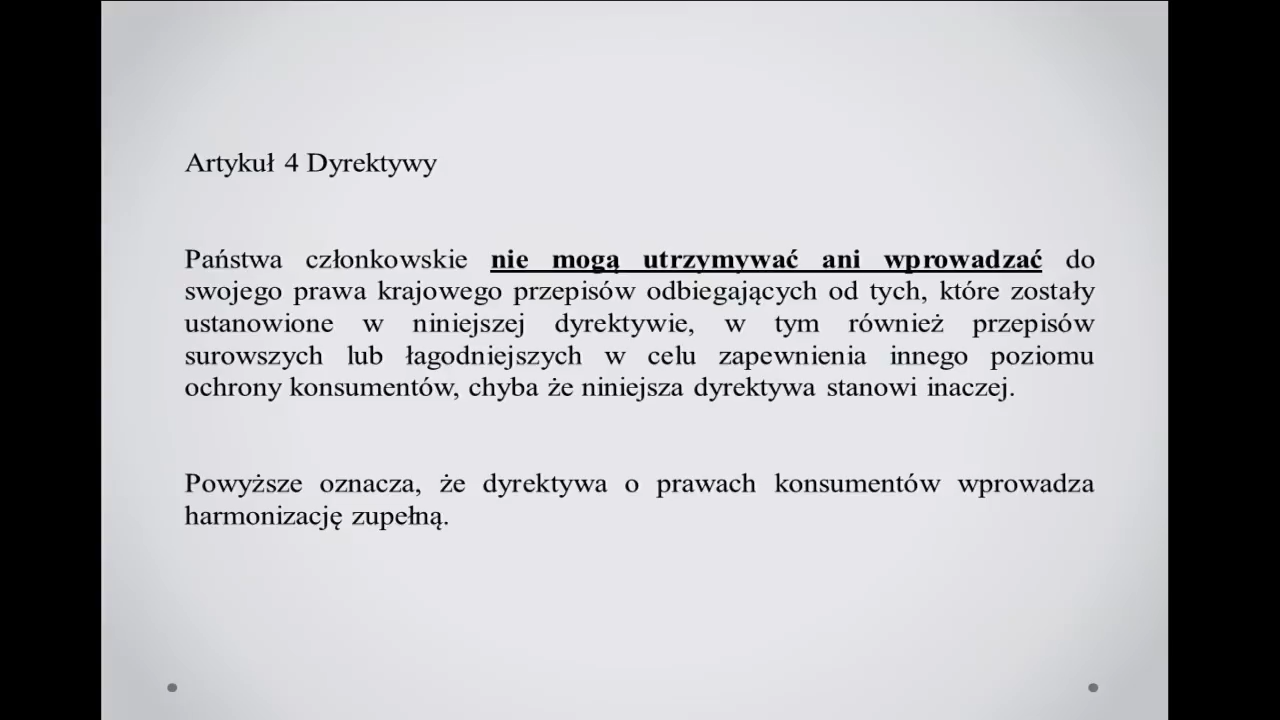 Artykuł 4 Dyrektywy
Państwa członkowskie nie mogą utrzymywać ani wprowadzać do
swojego prawa krajowego przepisów odbiegających od tych, które zostały
ustanowione w niniejszej dyrektywie, w tym również przepisów
surowszych lub łagodniejszych w celu zapewnienia innego poziomu
ochrony konsumentów, chyba że niniejsza dyrektywa stanowi inaczej.
Powyższe oznacza, że dyrektywa o prawach konsumentów wprowadza
harmonizację zupełną.